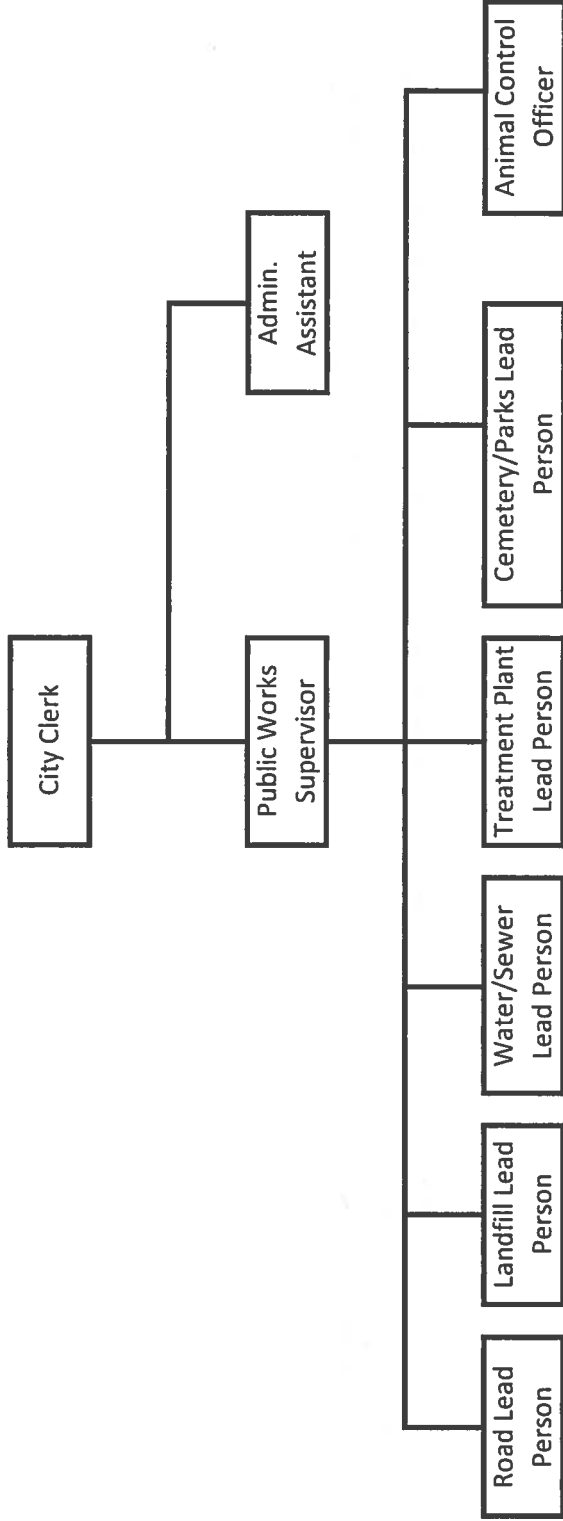 City Clerk
Public Works
Supervisor
Admin.
Assistant
Road Lead
Person
Landfill Lead
Person
Water/Sewer
Lead Person
Treatment Plant
Lead Person
Cemetery/Parks Lead
Person
Animal Control
Officer